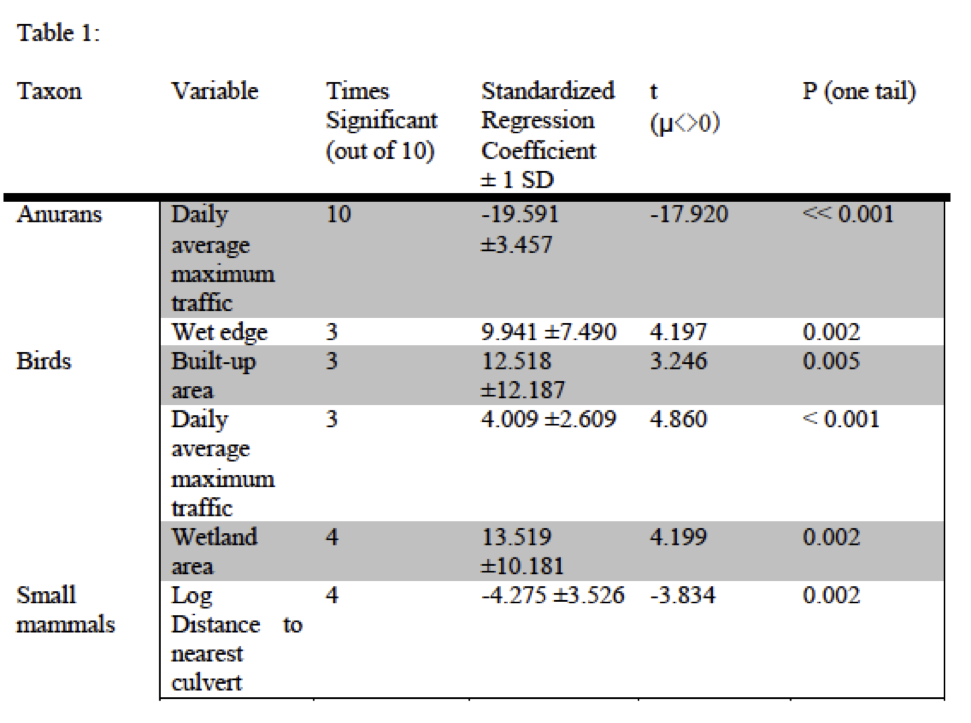 Table 1:
Taxon Variable Times Standardized t P (one tail)
Significant Regression (μ<>0)
(out of 10) Coefficient
± 1 SD
Anurans Daily 10 -19.591 -17.920 << 0.001
average ±3.457
maximum
traffic
Wet edge 3 9.941 ±7.490 4.197 0.002
Birds Built-up 3 12.518 3.246 0.005
area ±12.187
Daily 3 4.009 ±2.609 4.860 < 0.001
average
maximum
traffic
Wetland 4 13.519 4.199 0.002
area ±10.181
Small Log 4 -4.275 ±3.526 -3.834 0.002
mammals Distance to
nearest
culvert